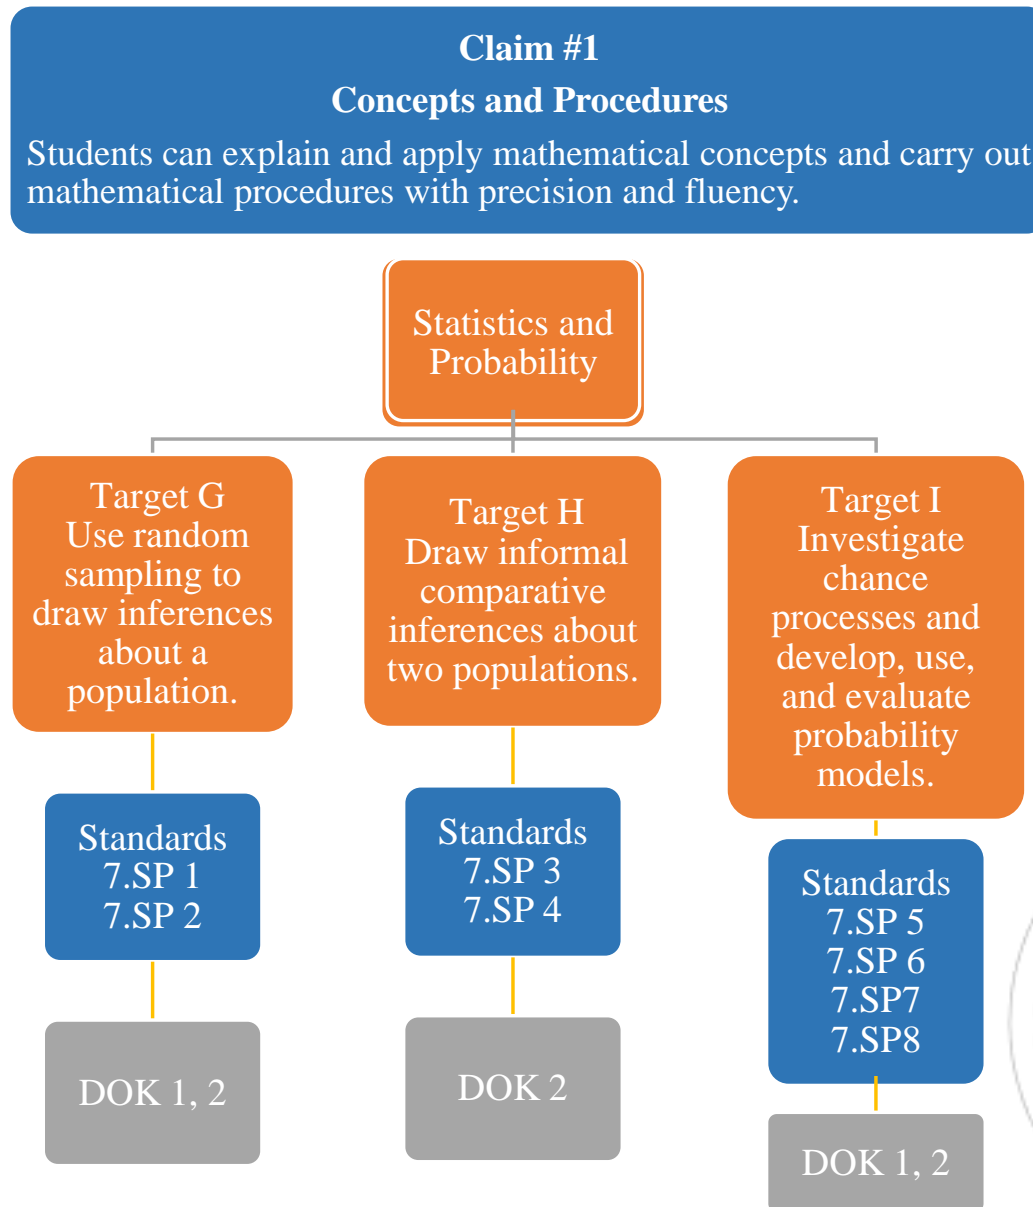 Claim #1
Concepts and Procedures
Students can explain and apply mathematical concepts and carry out
mathematical procedures with precision and fluency.
Statistics and
Probability
Target G
Use random
sampling to
draw inferences
about a
population.
Standards
7.SP 1
7.SP 2
DOK 1, 2
Target H
Draw informal
comparative
inferences about
two populations.
Standards
7.SP 3
7.SP 4
DOK 2
Target I
Investigate
chance
processes and
develop, use,
and evaluate
probability
models.
Standards
7.SP 5
7.SP 6
7.SP7
7.SP8
DOK 1, 2